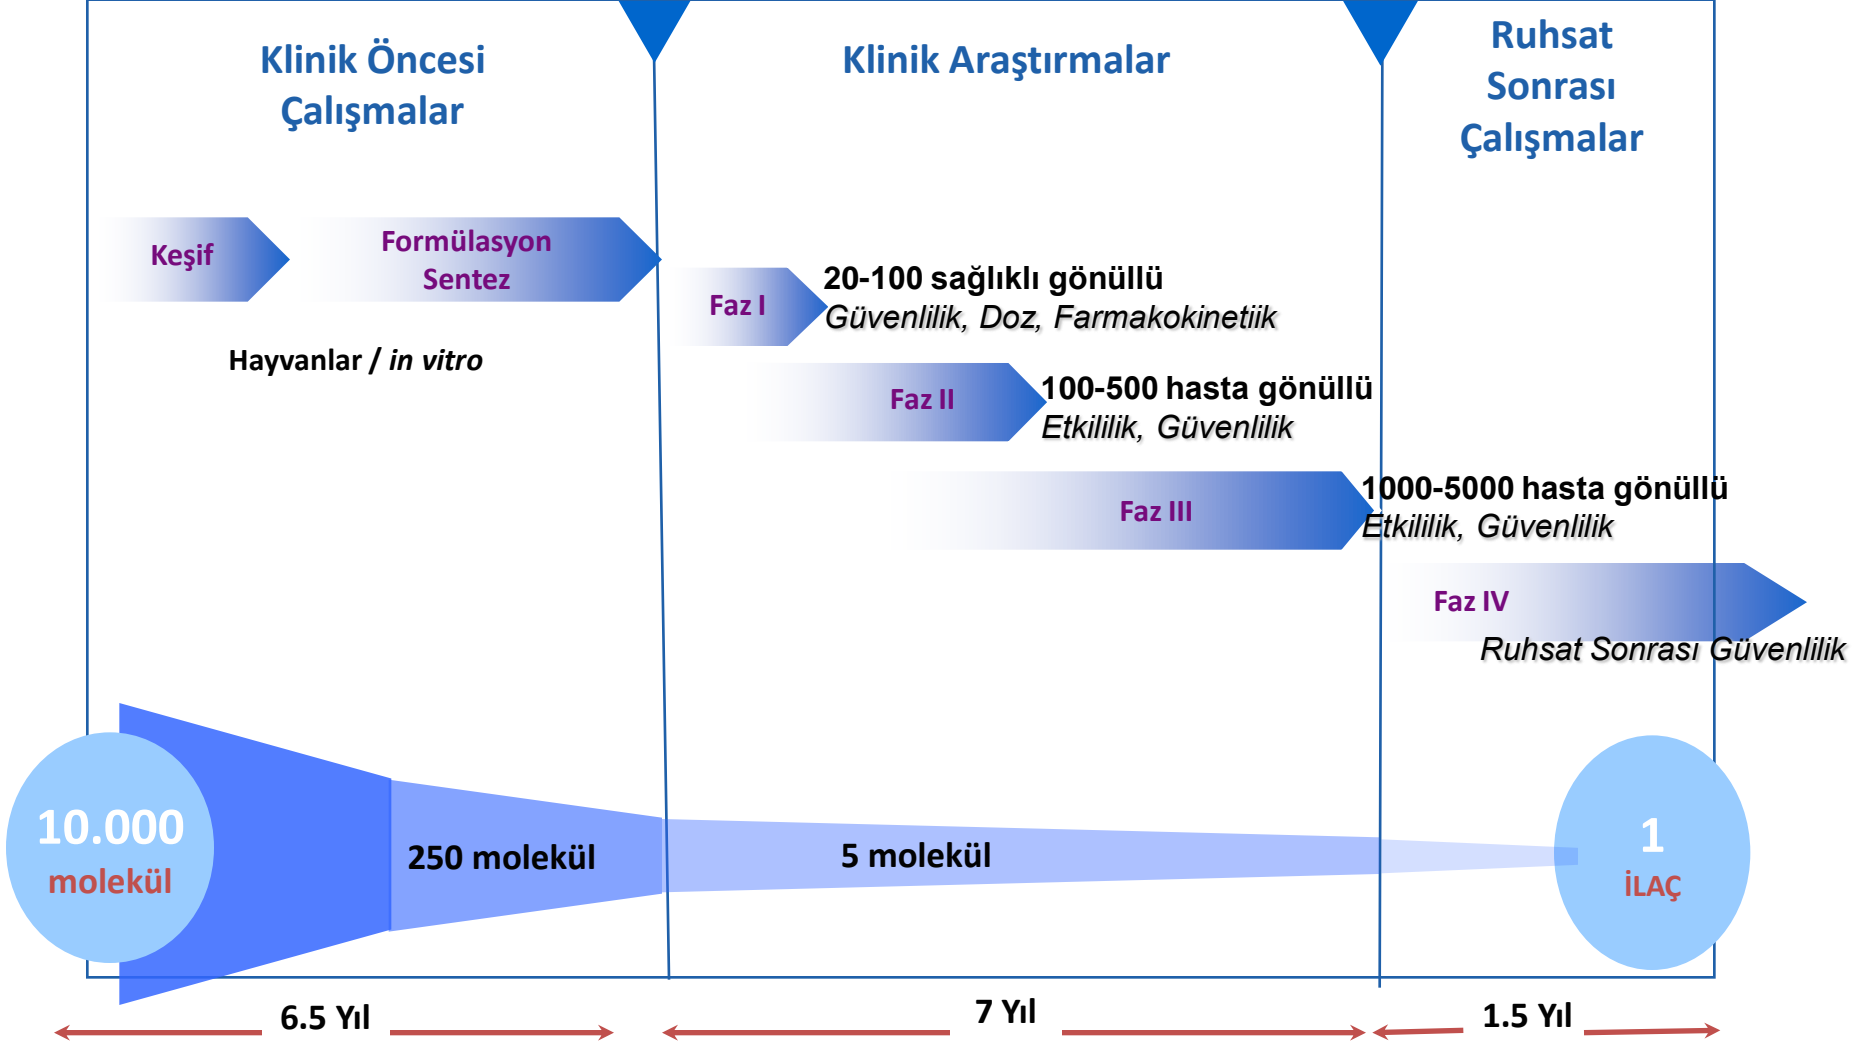 Klinik Öncesi
Çalışmalar
Klinik Araştırmalar
Ruhsat
Sonrası
Çalışmalar
Keşif
Formülasyon
Sentez
Hayvanlar / in vitro
Faz I
20-100 sağlıklı gönüllü
Güvenlilik, Doz, Farmakokinetiik
Faz II
100-500 hasta gönüllü
Etkililik, Güvenlilik
Faz III
1000-5000 hasta gönüllü
Etkililik, Güvenlilik
Faz IV
Ruhsat Sonrası Güvenlilik
10.000
molekül
250 molekül
5 molekül
1
İLAÇ
6.5 Yıl
7 Yıl
1.5 Yıl